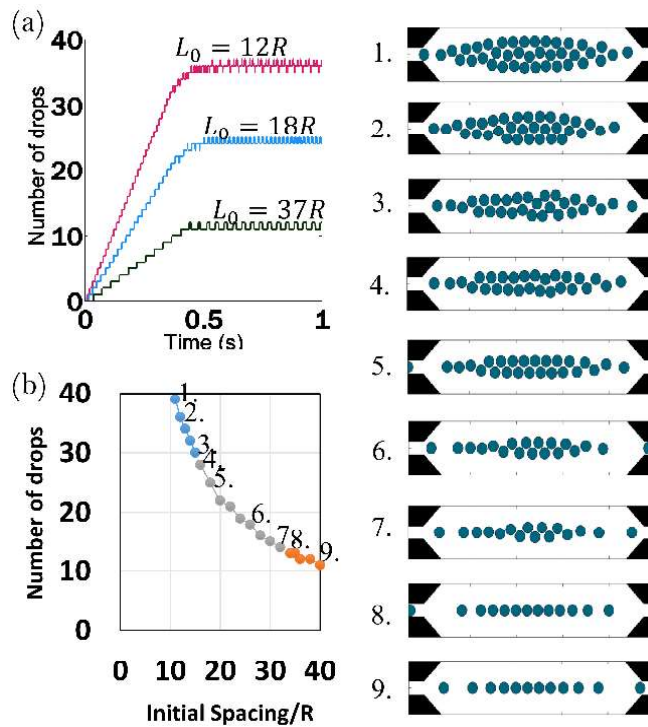 (a)
40
30
20
10
0
Number of drops
L₀ = 12R
L₀ = 18R
L₀ = 37R
0 0.5 1
Time (s)
(b)
40
30
20
10
0
Number of drops
1.
2.
3.
4.
5.
6.
7.
8.
9.
0 10 20 30 40
Initial Spacing/R
1.
2.
3.
4.
5.
6.
7.
8.
9.